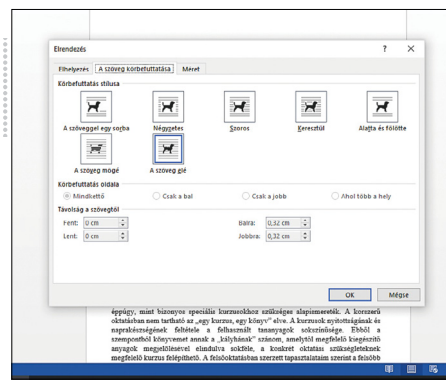 Elrendezés
Elhelyezés A szöveg körbefuttatása Méret
Körbefuttatás stílusa
A szöveggel egy sorba Négyzetes Szoros Keresztül Alatta és fölötte
A szöveg mögé A szöveg elé
Körbefuttatás oldala
Mindkettő Csak a bal Csak a jobb Ahol több a hely
Távolság a szövegtől
Fent: 0 cm Balra: 0,32 cm
Lent: 0 cm Jobbra: 0,32 cm
OK Mégse
éppúgy, mint bizonyos speciális kurzusokhoz szükséges alapismeretek. A korszerű
oktatásban nem tartható az „egy kurzus, egy könyv” elve. A kurzusok nyitottságának és
naprakészségének feltétele a felhasznált tananyagok sokszínűsége. Ebből a
szempontból könyvemet annak a „kályhának” szánom, amelytől megfelelő kiegészítő
anyagok megjelölésével elindulva sokféle, a konkrét oktatási szükségleteknek
megfelelő kurzus felépíthető. A felsőoktatásban szerzett tapasztalataim szerint a felsőbb